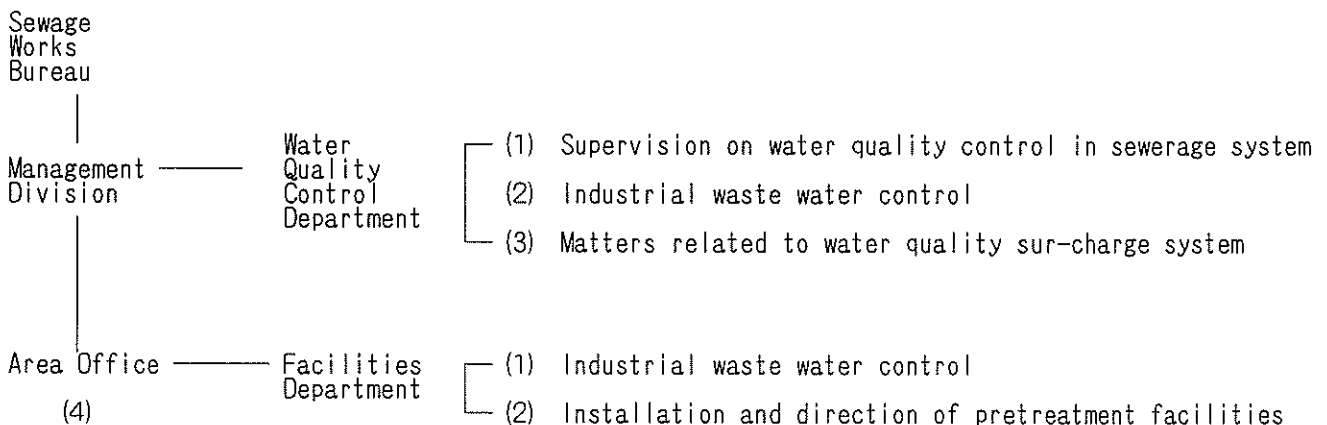 Sewage
Works
Bureau
Management
Division
Water
Quality
Control
Department
(1) Supervision on water quality control in sewerage system
(2) Industrial waste water control
(3) Matters related to water quality sur-charge system
Area Office
(4)
Facilities
Department
(1) Industrial waste water control
(2) Installation and direction of pretreatment facilities